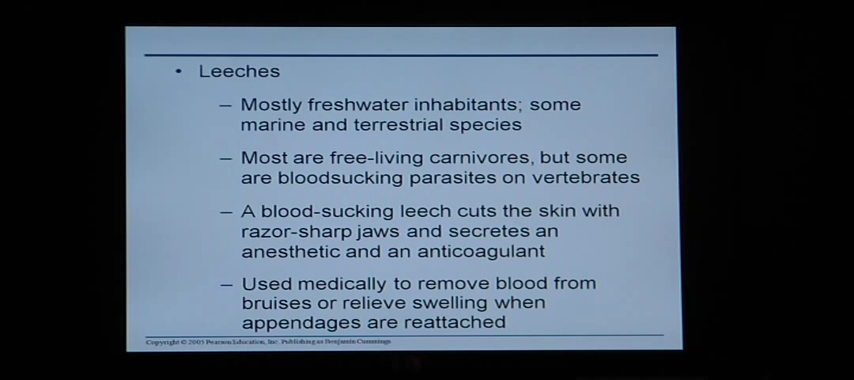 • Leeches
– Mostly freshwater inhabitants; some
marine and terrestrial species
– Most are free-living carnivores, but some
are bloodsucking parasites on vertebrates
– A blood-sucking leech cuts the skin with
razor-sharp jaws and secretes an
anesthetic and an anticoagulant
– Used medically to remove blood from
bruises or relieve swelling when
appendages are reattached
Copyright © 2005 Pearson Education, Inc. Publishing as Benjamin Cummings